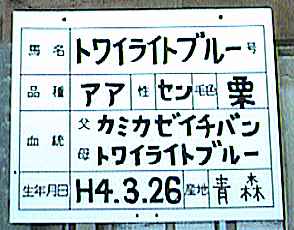 馬名 トワイライトブルー号
品種 アア 性 セン 毛色 栗
血統 父 カミカゼイチバン
母 トワイライトブルー
生年月日 H4.3.26 産地 青森